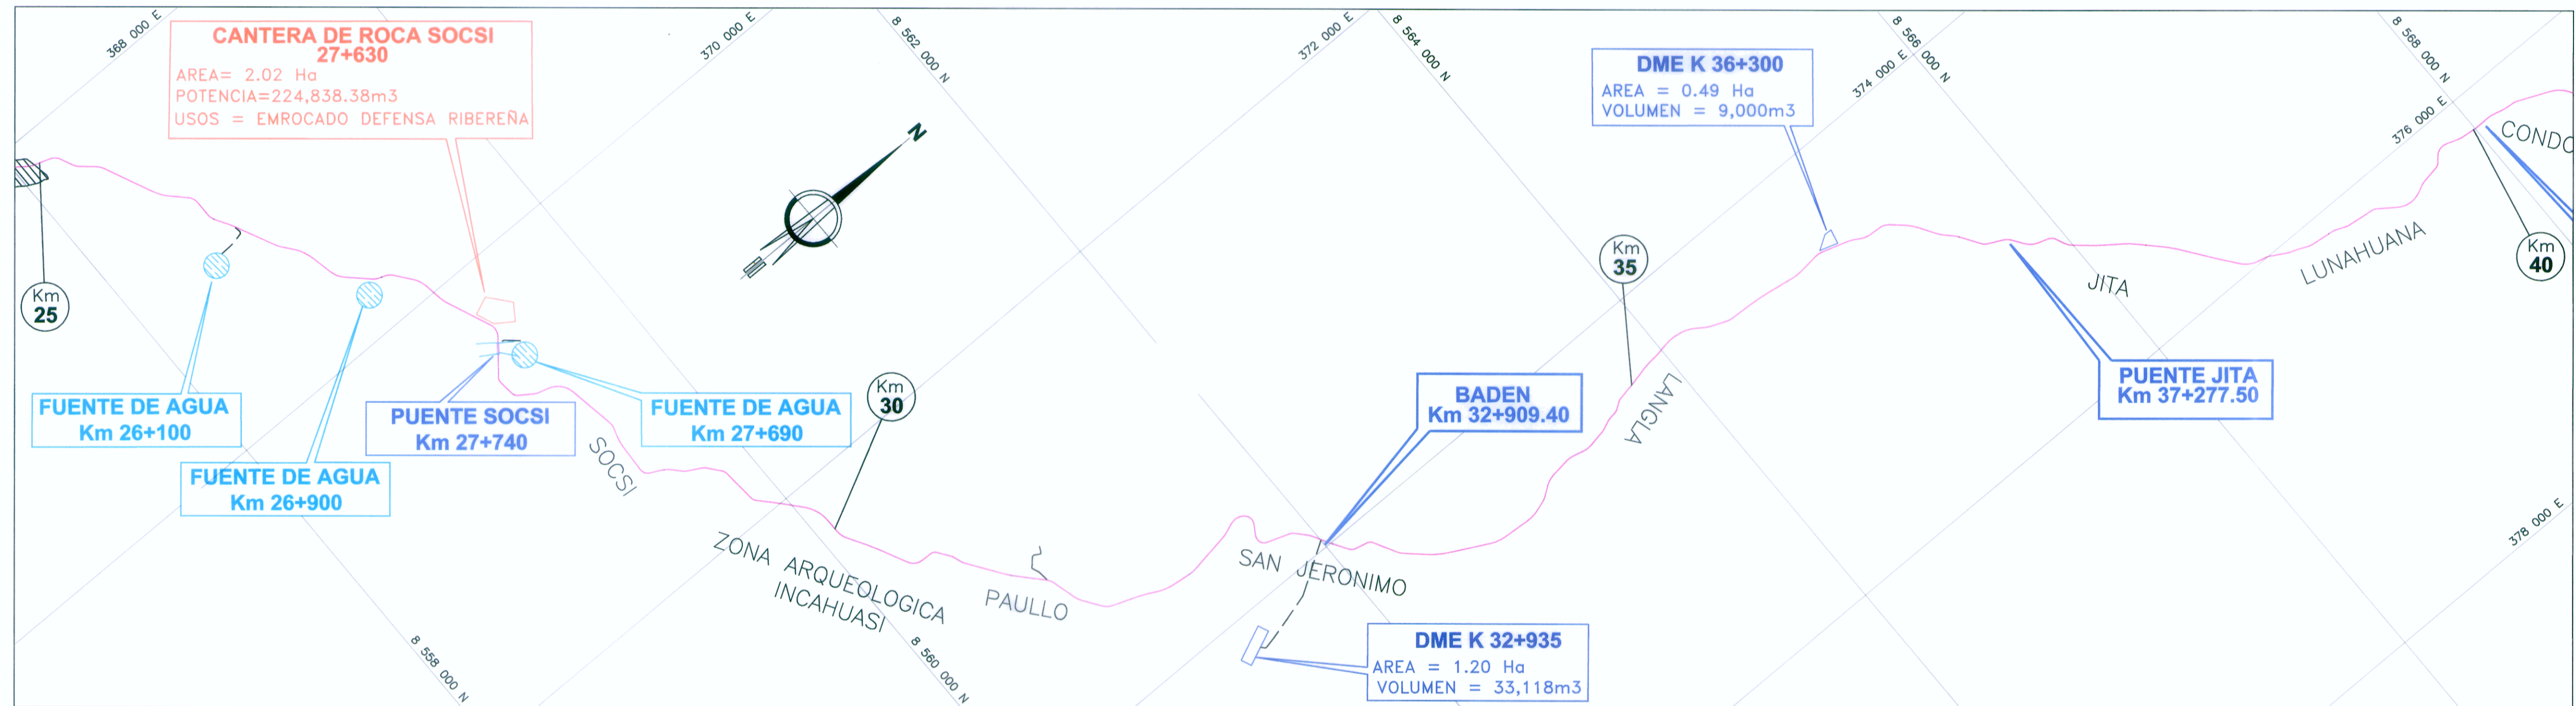 368 000 E
370 000 E
8 562 000 N
372 000 E
8 564 000 N
374 000 E
8 566 000 N
376 000 E
8 568 000 N
CANTERA DE ROCA SOCSI
27+630
AREA= 2.02 Ha
POTENCIA=224,838.38m3
USOS = EMROCADO DEFENSA RIBEREÑA
N
DME K 36+300
AREA = 0.49 Ha
VOLUMEN = 9,000m3
CONDO
Km
25
Km
35
Km
40
LUNAHUANA
JITA
FUENTE DE AGUA
Km 26+100
FUENTE DE AGUA
Km 26+900
PUENTE SOCSI
Km 27+740
FUENTE DE AGUA
Km 27+690
Km
30
BADEN
Km 32+909.40
LANGLA
PUENTE JITA
Km 37+277.50
SOCSI
ZONA ARQUEOLOGICA
INCAHUASI
PAULLO
SAN JERONIMO
DME K 32+935
AREA = 1.20 Ha
VOLUMEN = 33,118m3
8 558 000 N
8 560 000 N
378 000 E